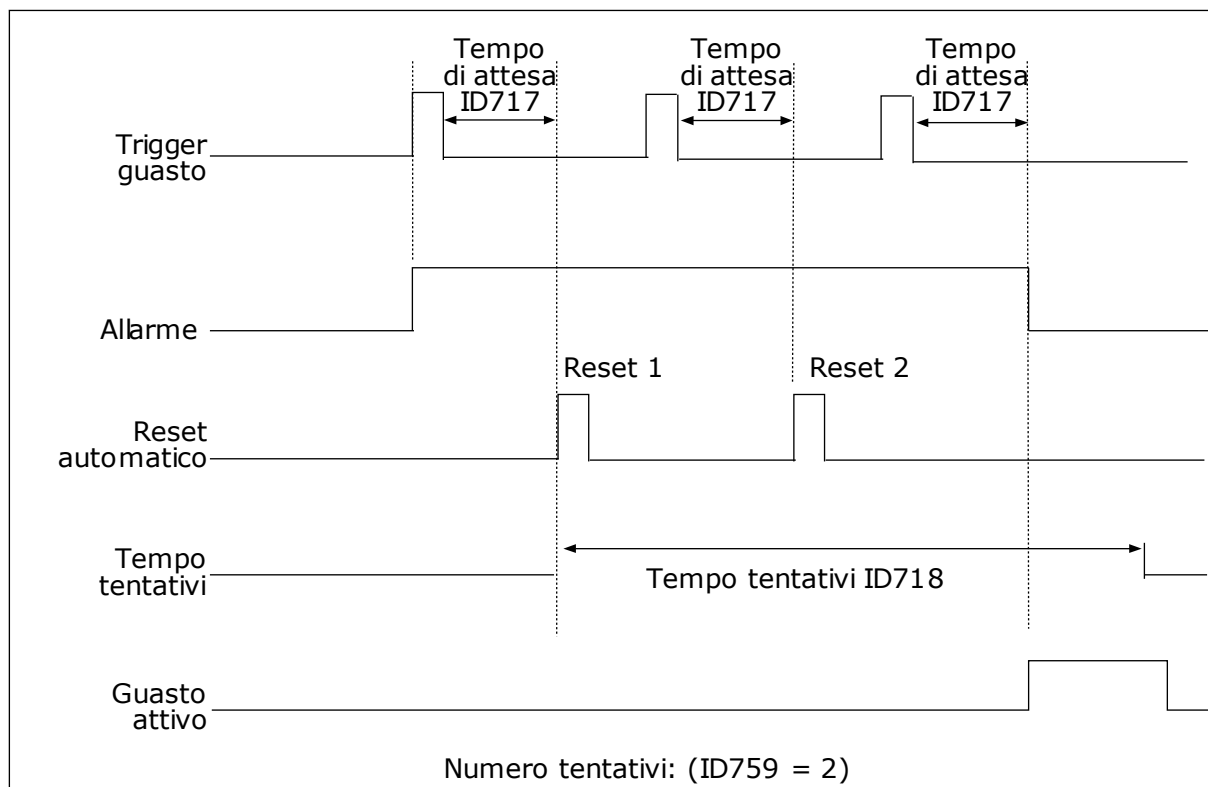 Tempo
di attesa
ID717
Tempo
di attesa
ID717
Tempo
di attesa
ID717
Trigger
guasto
Allarme
Reset 1
Reset 2
Reset
automatico
Tempo
tentativi
Tempo tentativi ID718
Guasto
attivo
Numero tentativi: (ID759 = 2)